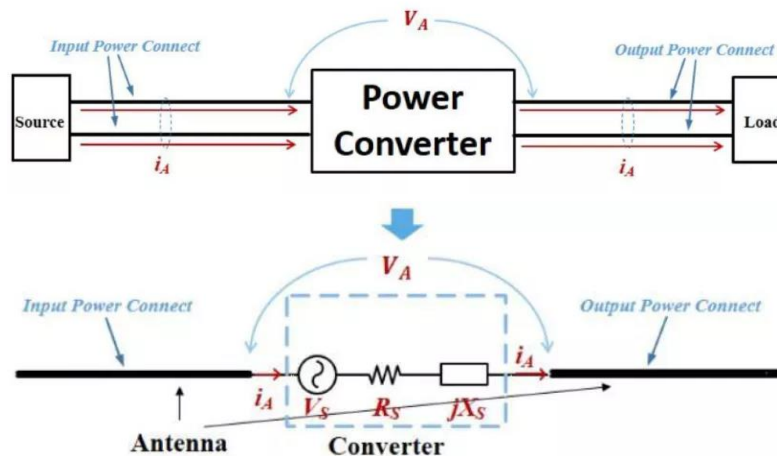 V_A
Input Power Connect
Output Power Connect
Source
Power
Converter
Load
i_A
i_A
V_A
Input Power Connect
Output Power Connect
i_A
i_A
V_S
R_S
jX_S
Antenna
Converter